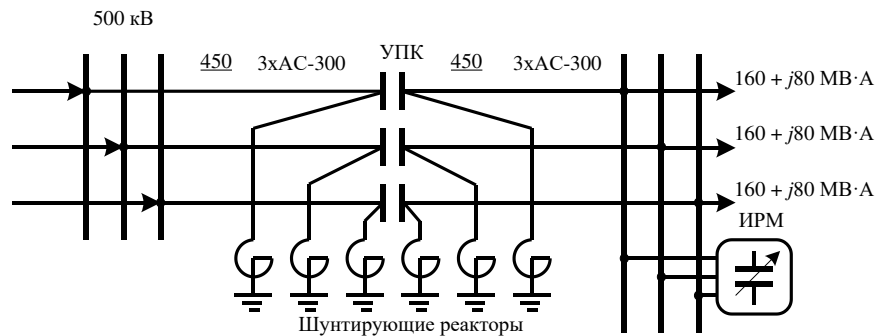 500 кВ
450 3хАС-300 УПК 450 3хАС-300
160 + j80 МВ·А
160 + j80 МВ·А
160 + j80 МВ·А
ИРМ
Шунтирующие реакторы